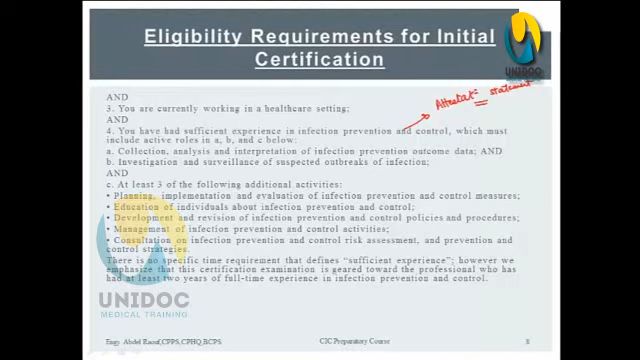 Eligibility Requirements for Initial
Certification
UNIDOC
AND
3. You are currently working in a healthcare setting;
AND
Attestat= statement
4. You have had sufficient experience in infection prevention and control, which must
include active roles in a, b, and c below:
a. Collection, analysis and interpretation of infection prevention outcome data; AND
b. Investigation and surveillance of suspected outbreaks of infection;
AND
c. At least 3 of the following additional activities:
• Planning, implementation and evaluation of infection prevention and control measures;
• Education of individuals about infection prevention and control;
• Development and revision of infection prevention and control policies and procedures;
• Management of infection prevention and control activities;
• Consultation on infection prevention and control risk assessment, and prevention and
control strategies.
There is no specific time requirement that defines "sufficient experience; however we
emphasize that this certification examination is geared toward the professional who has
had at least two years of full-time experience in infection prevention and control.
UNIDOC
MEDICAL TRAINING
Engy Abdel Raouf,CPPS,CPHQ,BCPS
CIC Preparatory Course
8